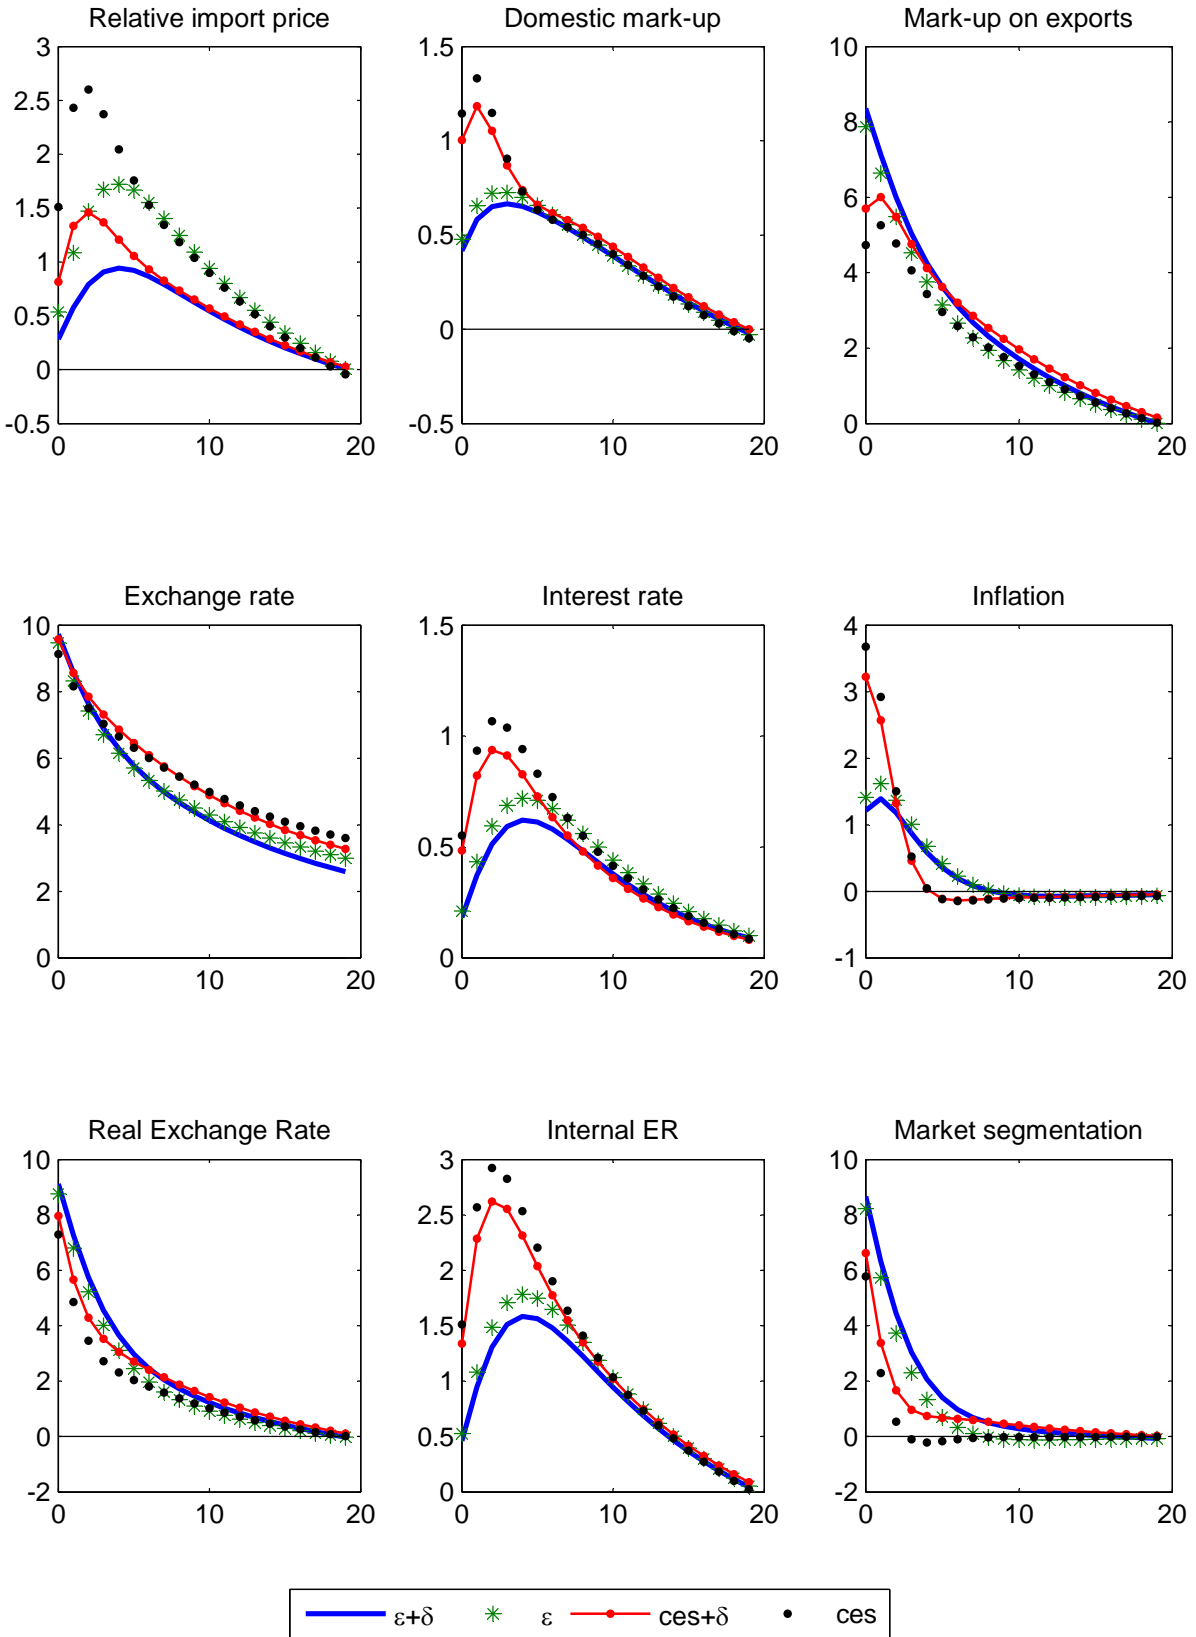 Relative import price
Domestic mark-up
Mark-up on exports
3
2.5
2
1.5
1
0.5
0
-0.5
0 10 20
1.5
1
0.5
0
-0.5
0 10 20
10
8
6
4
2
0
0 10 20
Exchange rate
Interest rate
Inflation
10
8
6
4
2
0
0 10 20
1.5
1
0.5
0
0 10 20
4
3
2
1
0
-1
0 10 20
Real Exchange Rate
Internal ER
Market segmentation
10
8
6
4
2
0
-2
0 10 20
3
2.5
2
1.5
1
0.5
0
0 10 20
10
8
6
4
2
0
-2
0 10 20
ε+δ ε ces+δ ces